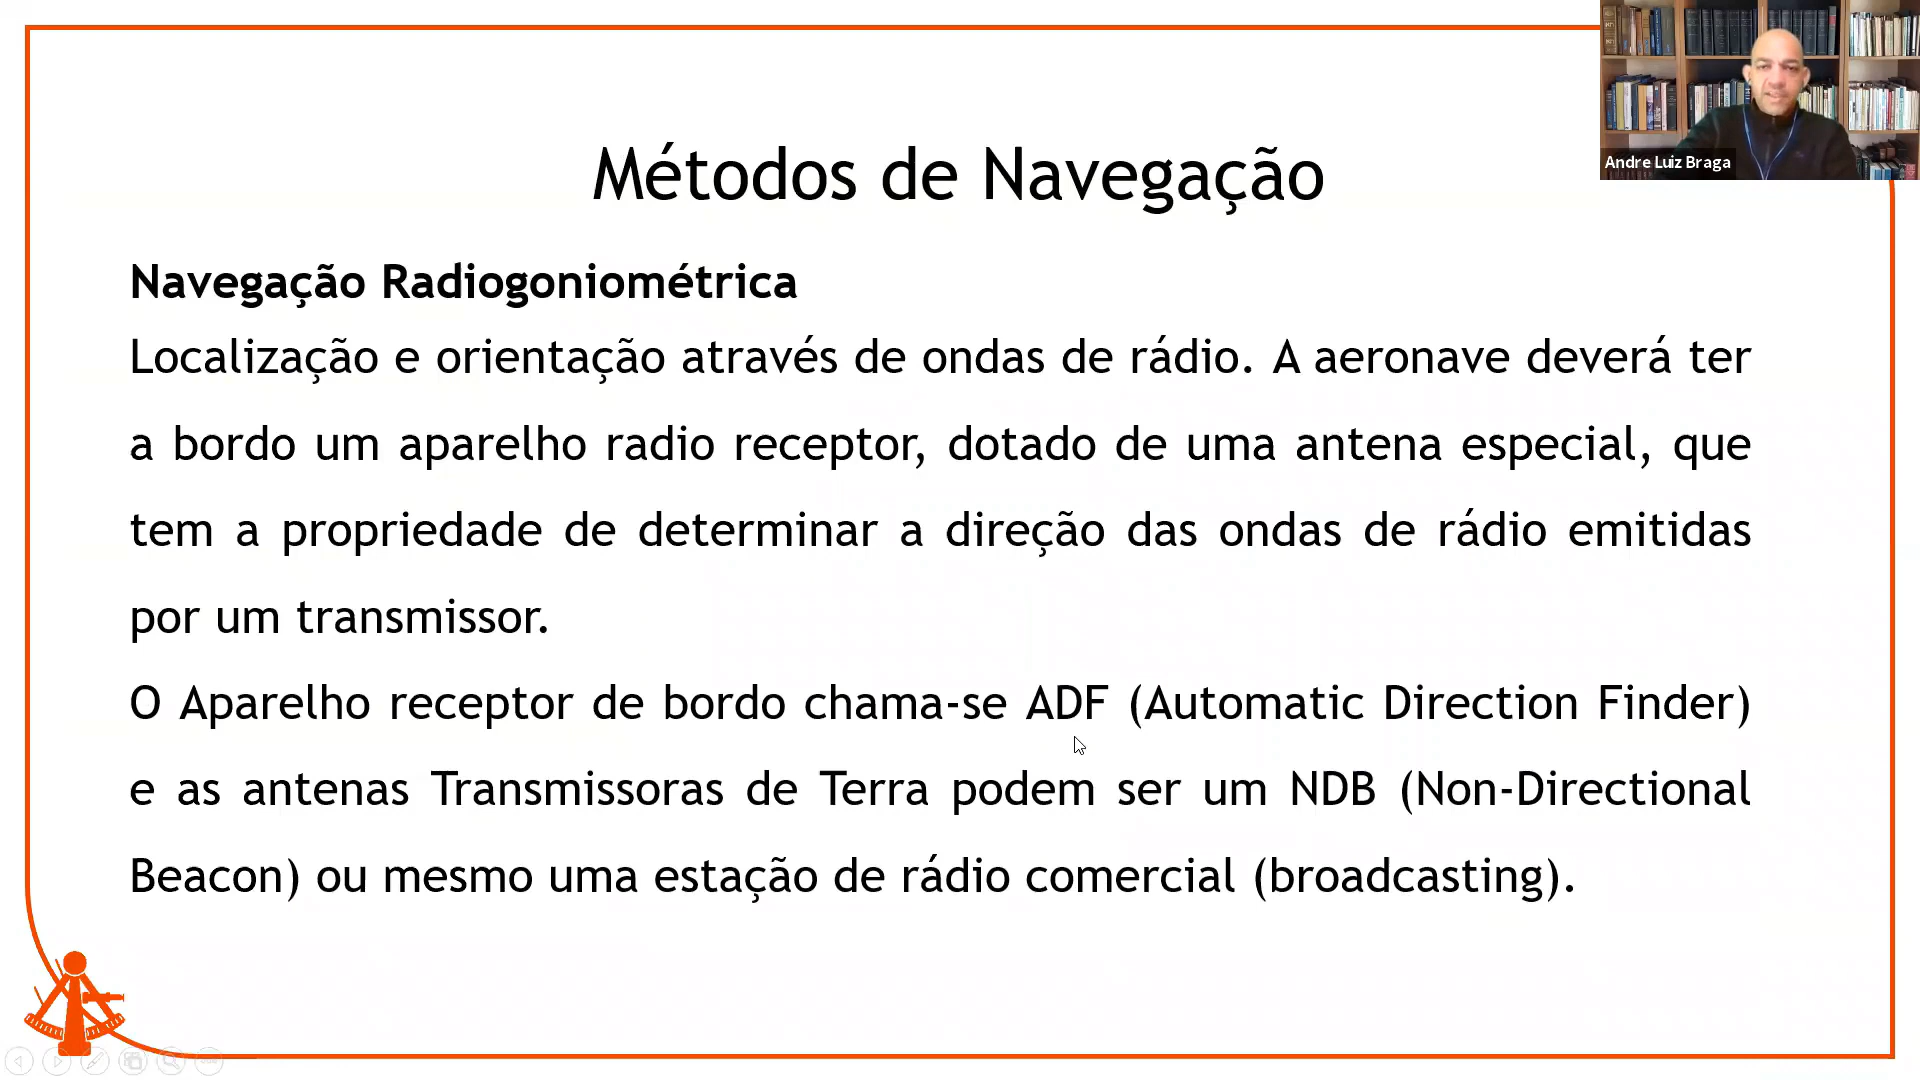 Métodos de Navegação
Andre Luiz Braga
Navegação Radiogoniométrica
Localização e orientação através de ondas de rádio. A aeronave deverá ter
a bordo um aparelho radio receptor, dotado de uma antena especial, que
tem a propriedade de determinar a direção das ondas de rádio emitidas
por um transmissor.
O Aparelho receptor de bordo chama-se ADF (Automatic Direction Finder)
e as antenas Transmissoras de Terra podem ser um NDB (Non-Directional
Beacon) ou mesmo uma estação de rádio comercial (broadcasting).